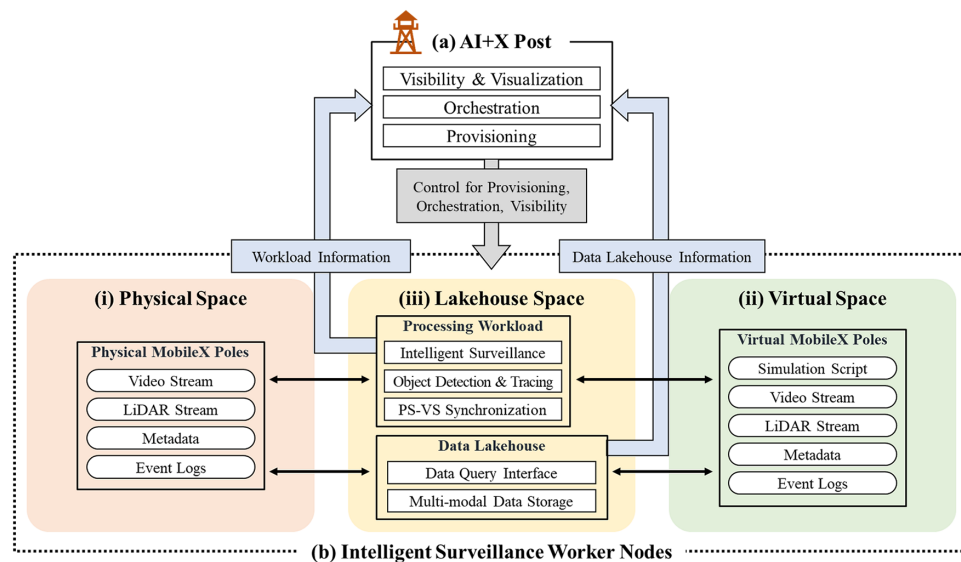 (a) AI+X Post
Visibility & Visualization
Orchestration
Provisioning
Control for Provisioning,
Orchestration, Visibility
Workload Information
Data Lakehouse Information
(i) Physical Space
Physical MobileX Poles
Video Stream
LiDAR Stream
Metadata
Event Logs
(iii) Lakehouse Space
Processing Workload
Intelligent Surveillance
Object Detection & Tracing
PS-VS Synchronization
Data Lakehouse
Data Query Interface
Multi-modal Data Storage
(ii) Virtual Space
Virtual MobileX Poles
Simulation Script
Video Stream
LiDAR Stream
Metadata
Event Logs
(b) Intelligent Surveillance Worker Nodes